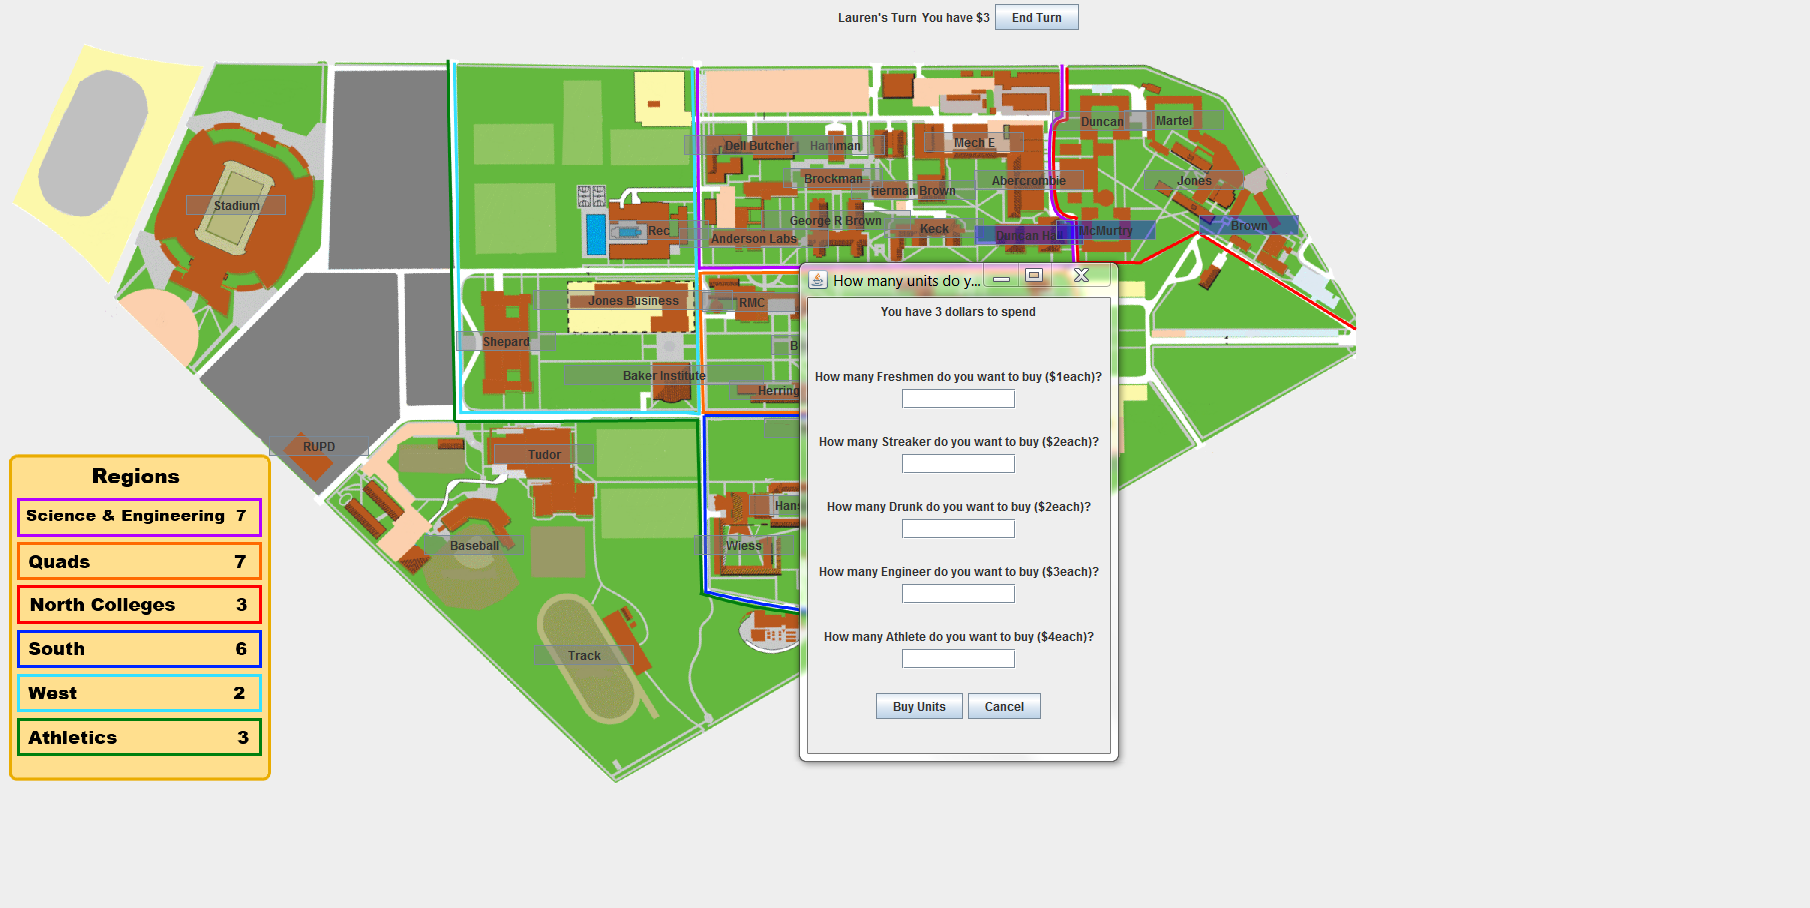 Lauren's Turn You have $3 End Turn
Duncan
Martel
Dell Butcher
Hamman
Mech E
Brockman
Herman Brown
Abercrombie
Jones
Stadium
George R Brown
Rec
Anderson Labs
Keck
Duncan Hall
McMurtry
Brown
How many units do y...
You have 3 dollars to spend
Jones Business
RMC
Shepard
B
Baker Institute
Herring
How many Freshmen do you want to buy ($1each)?
How many Streaker do you want to buy ($2each)?
RUPD
Tudor
Regions
Science & Engineering 7
Quads 7
North Colleges 3
South 6
West 2
Athletics 3
Hans
Wiess
Baseball
Track
How many Drunk do you want to buy ($2each)?
How many Engineer do you want to buy ($3each)?
How many Athlete do you want to buy ($4each)?
Buy Units
Cancel